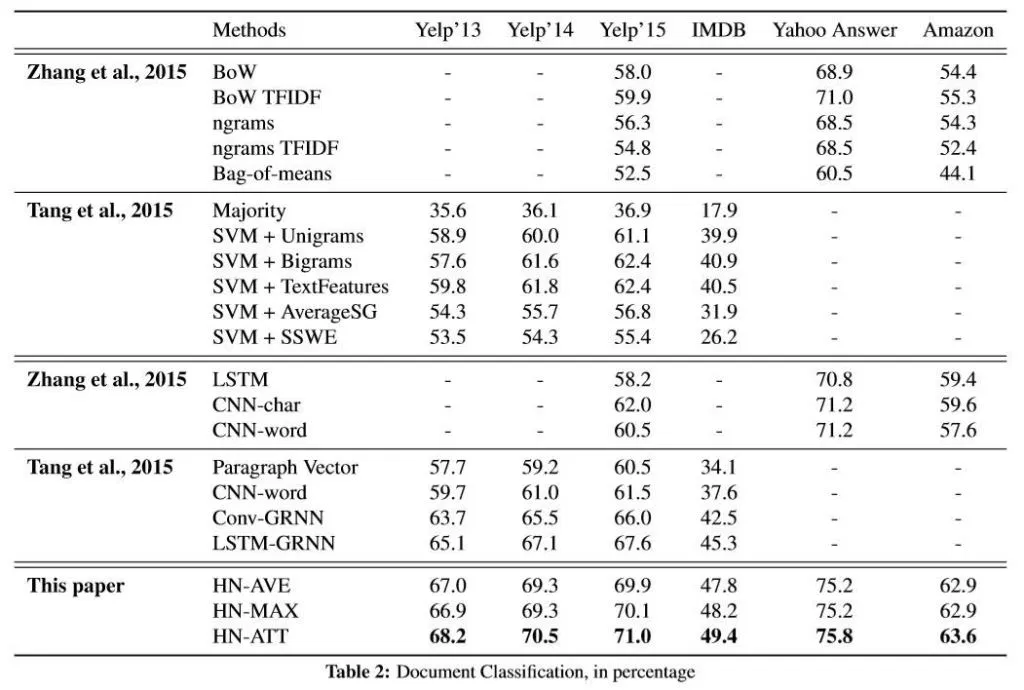 Methods Yelp'13 Yelp'14 Yelp'15 IMDB Yahoo Answer Amazon
Zhang et al., 2015 BoW - - 58.0 - 68.9 54.4
BoW TFIDF - - 59.9 - 71.0 55.3
ngrams - - 56.3 - 68.5 54.3
ngrams TFIDF - - 54.8 - 68.5 52.4
Bag-of-means - - 52.5 - 60.5 44.1
Tang et al., 2015 Majority 35.6 36.1 36.9 17.9 - -
SVM + Unigrams 58.9 60.0 61.1 39.9 - -
SVM + Bigrams 57.6 61.6 62.4 40.9 - -
SVM + TextFeatures 59.8 61.8 62.4 40.5 - -
SVM + AverageSG 54.3 55.7 56.8 31.9 - -
SVM + SSWE 53.5 54.3 55.4 26.2 - -
Zhang et al., 2015 LSTM - - 58.2 - 70.8 59.4
CNN-char - - 62.0 - 71.2 59.6
CNN-word - - 60.5 - 71.2 57.6
Tang et al., 2015 Paragraph Vector 57.7 59.2 60.5 34.1 - -
CNN-word 59.7 61.0 61.5 37.6 - -
Conv-GRNN 63.7 65.5 66.0 42.5 - -
LSTM-GRNN 65.1 67.1 67.6 45.3 - -
This paper HN-AVE 67.0 69.3 69.9 47.8 75.2 62.9
HN-MAX 66.9 69.3 70.1 48.2 75.2 62.9
HN-ATT 68.2 70.5 71.0 49.4 75.8 63.6
Table 2: Document Classification, in percentage